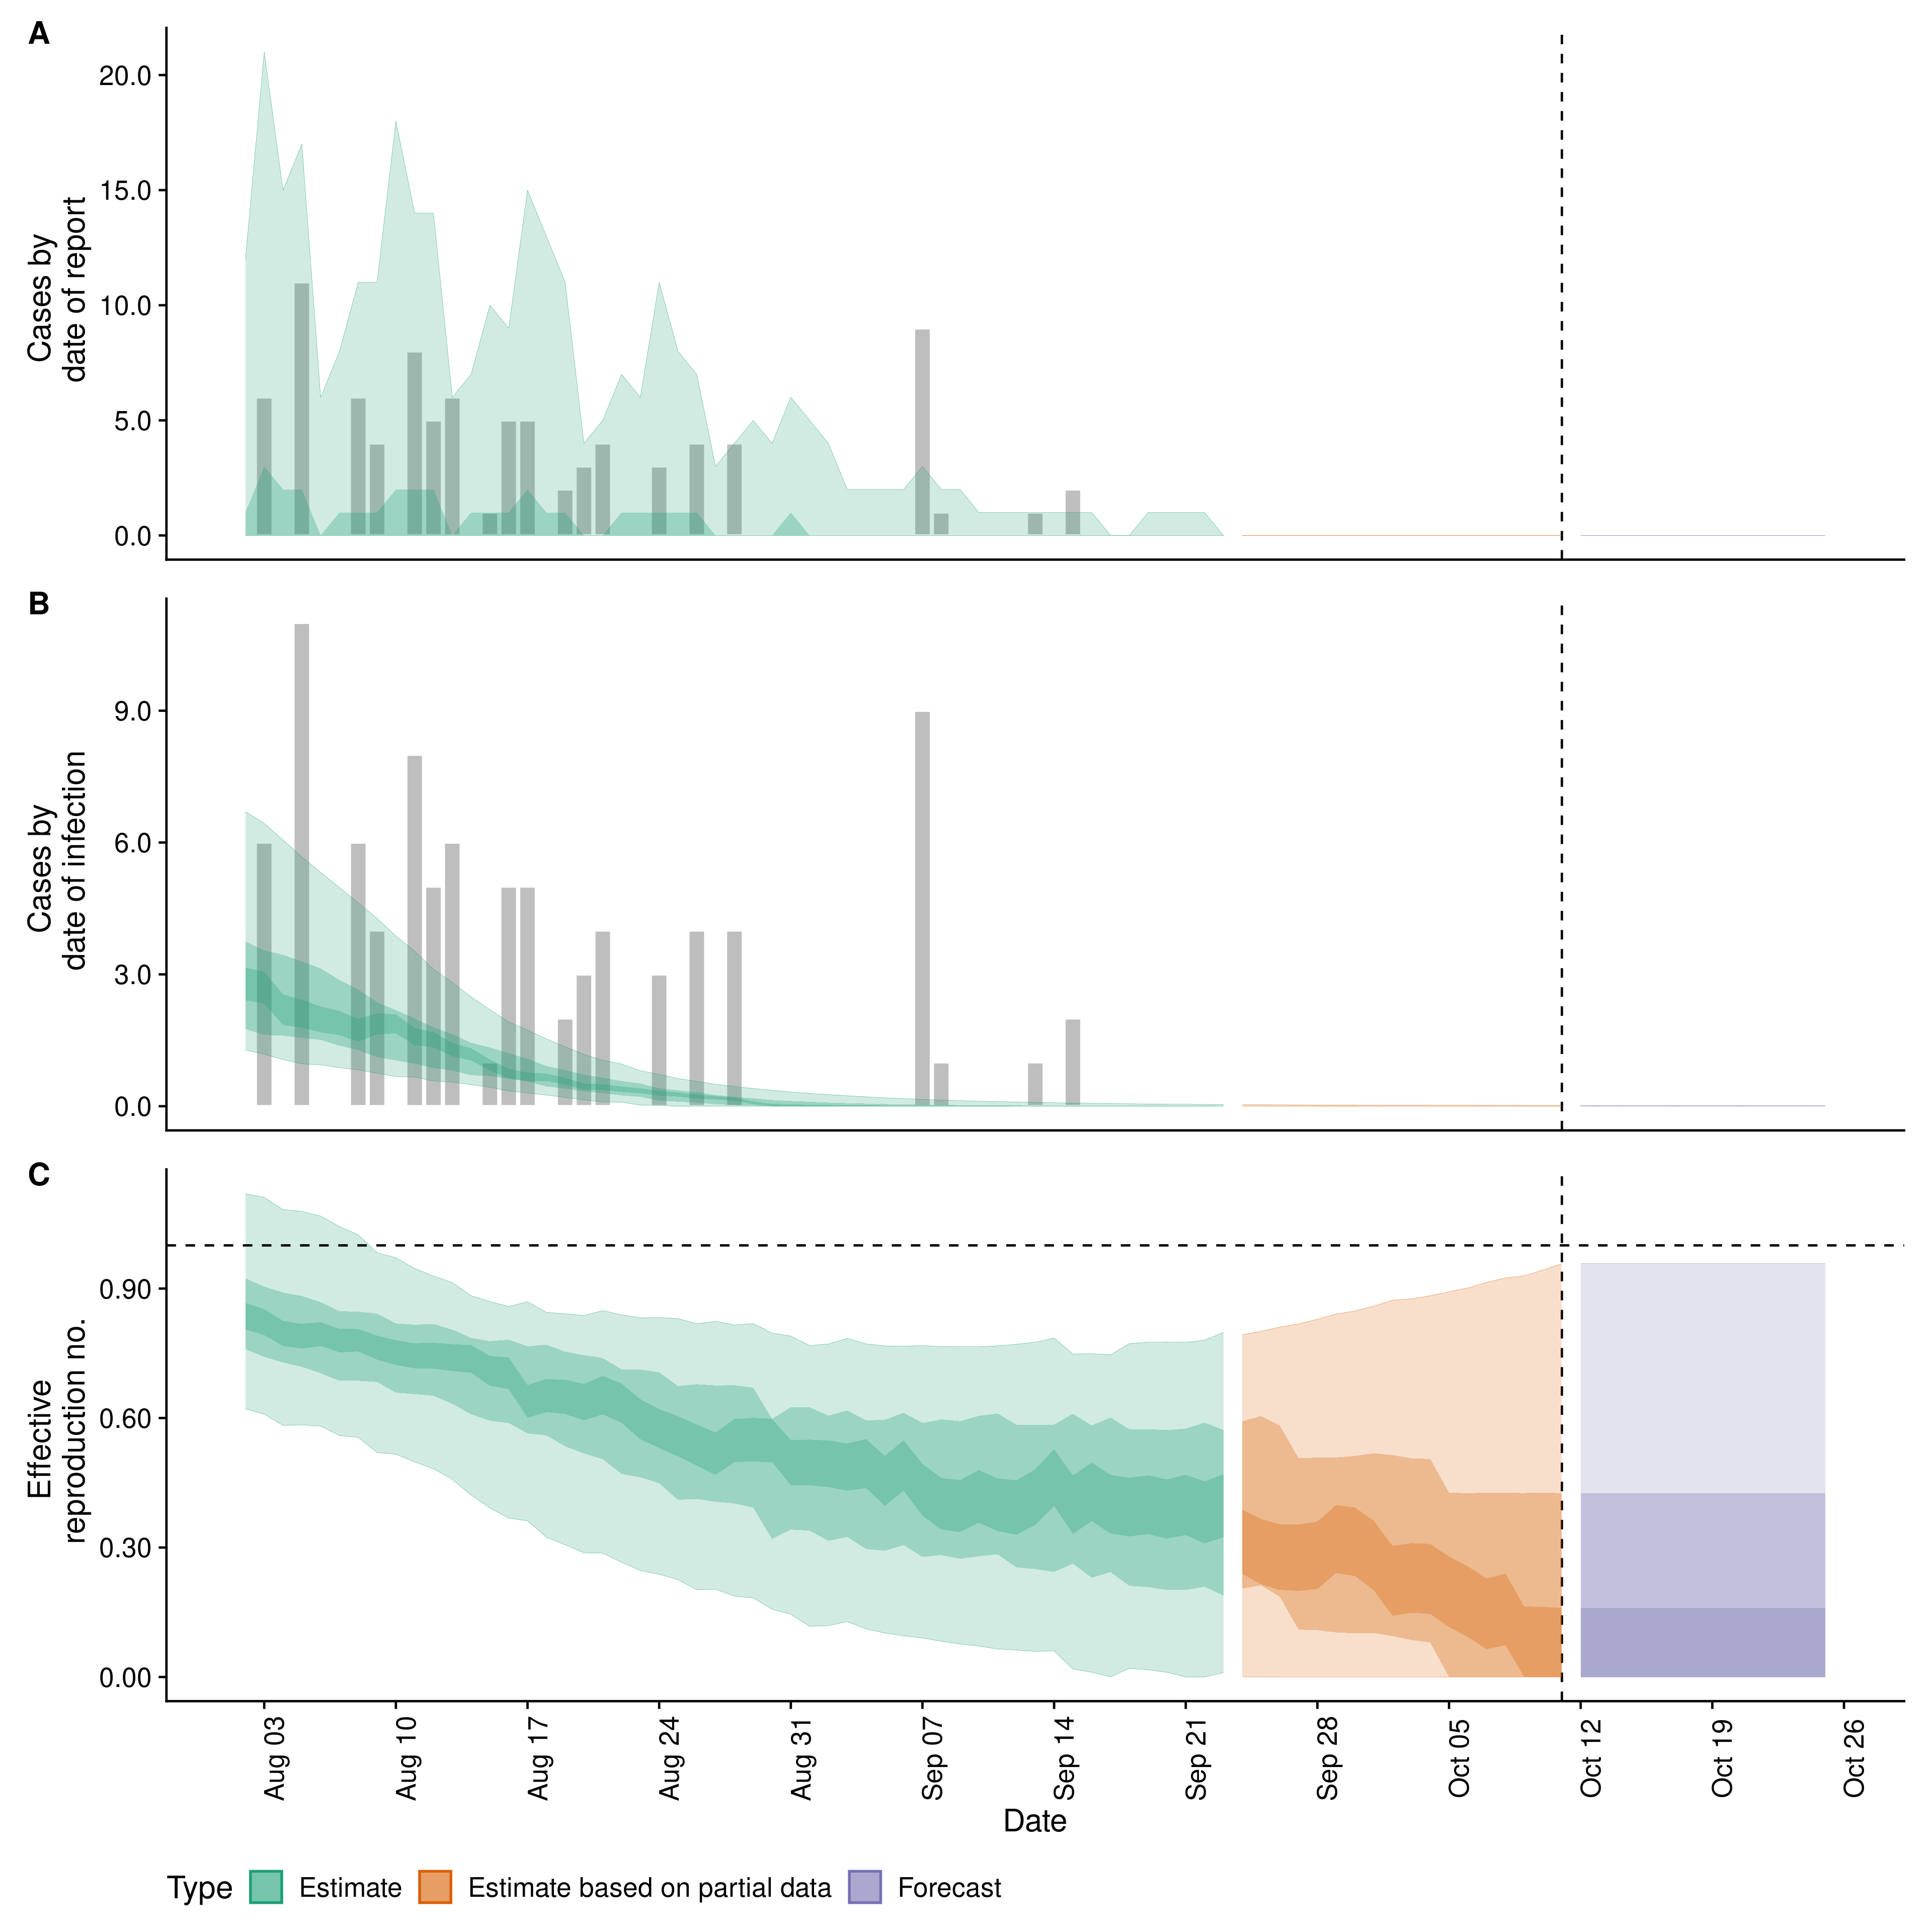 A
20.0
15.0
10.0
5.0
0.0
Cases by
date of report
B
9.0
6.0
3.0
0.0
Cases by
date of infection
C
0.90
0.60
0.30
0.00
Effective
reproduction no.
Aug 03
Aug 10
Aug 17
Aug 24
Aug 31
Sep 07
Sep 14
Sep 21
Sep 28
Oct 05
Oct 12
Oct 19
Oct 26
Date
Type Estimate Estimate based on partial data Forecast